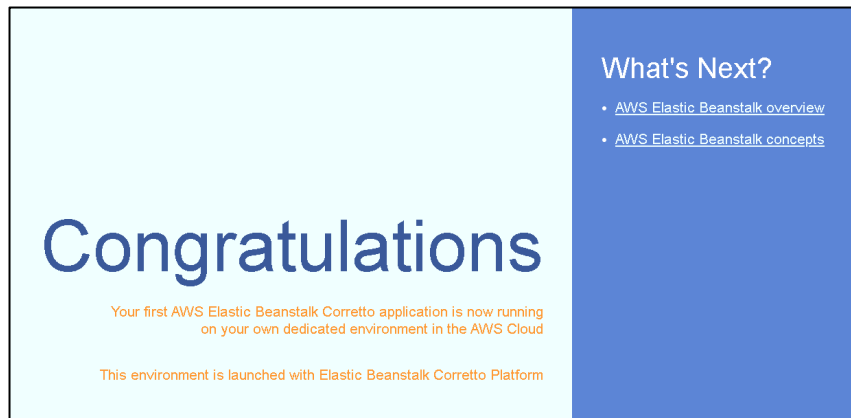 Congratulations
Your first AWS Elastic Beanstalk Corretto application is now running
on your own dedicated environment in the AWS Cloud
This environment is launched with Elastic Beanstalk Corretto Platform
What's Next?
• AWS Elastic Beanstalk overview
• AWS Elastic Beanstalk concepts